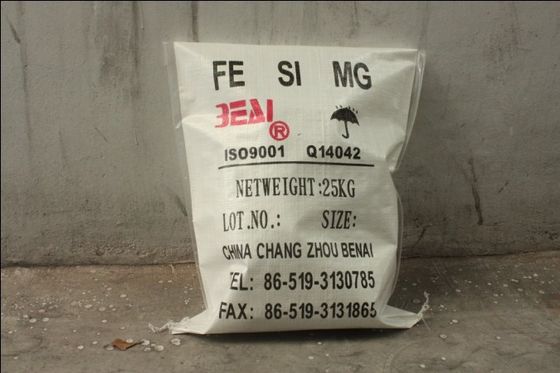 FE SI MG
BEAI ®
ISO9001 Q14042
NETWEIGHT:25KG
LOT.NO.: SIZE:
CHINA CHANG ZHOU BENAI
TEL: 86-519-3130785
FAX: 86-519-3131865